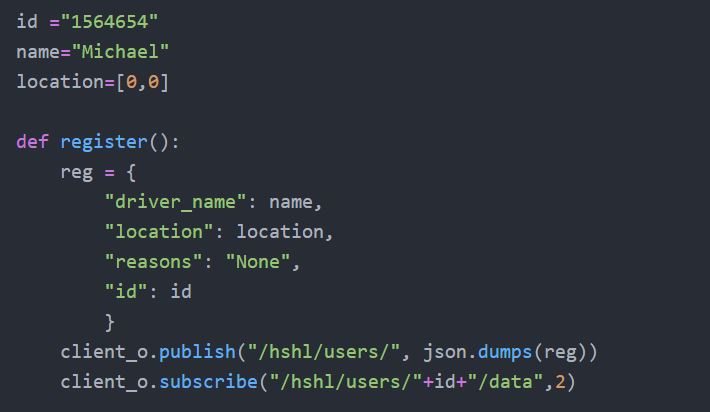 id ="1564654"
name="Michael"
location=[0,0]

def register():
    reg = {
        "driver_name": name,
        "location": location,
        "reasons": "None",
        "id": id
        }
    client_o.publish("/hshl/users/", json.dumps(reg))
    client_o.subscribe("/hshl/users/"+id+"/data",2)